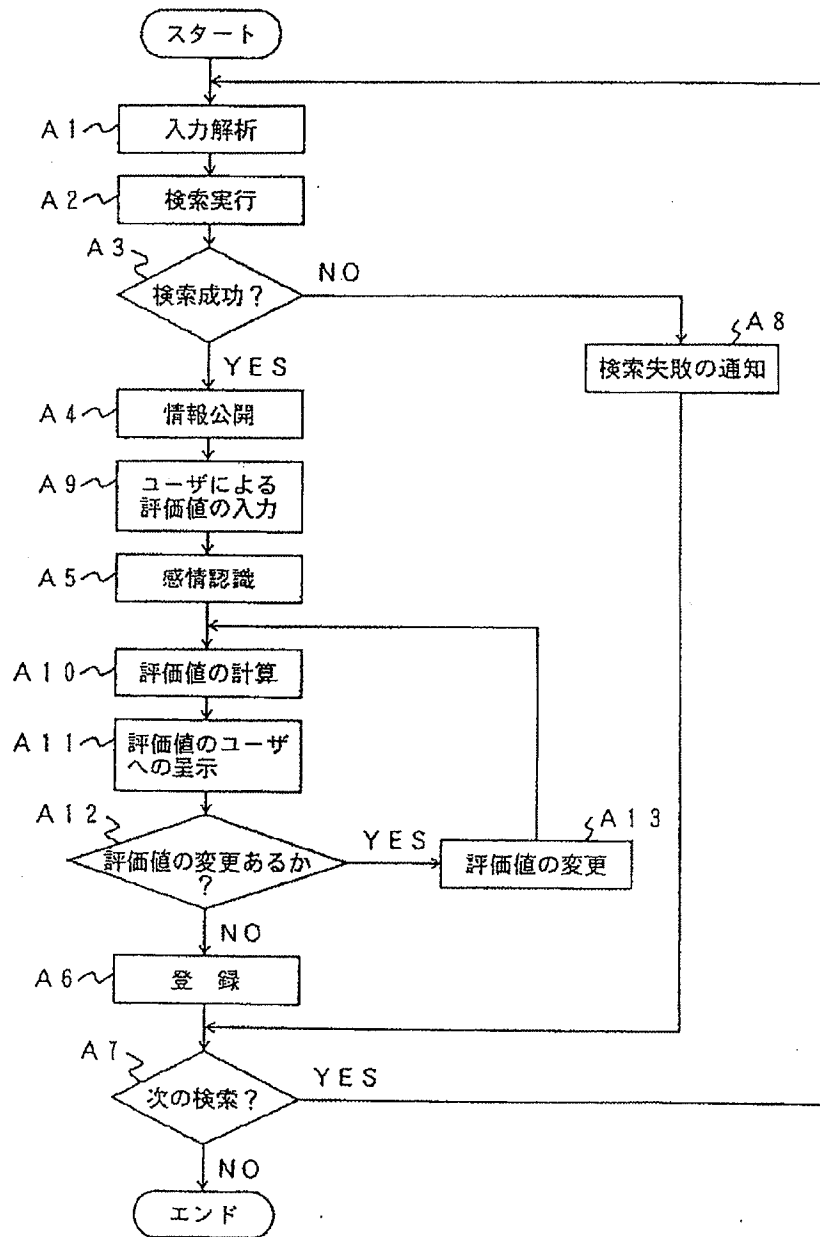 スタート
A1
入力解析
A2
検索実行
A3
検索成功?
NO
YES
A8
検索失敗の通知
A4
情報公開
A9
ユーザによる
評価値の入力
A5
感情認識
A10
評価値の計算
A11
評価値のユーザ
への呈示
A12
評価値の変更あるか
?
YES
A13
評価値の変更
NO
A6
登 録
A7
次の検索?
YES
NO
エンド